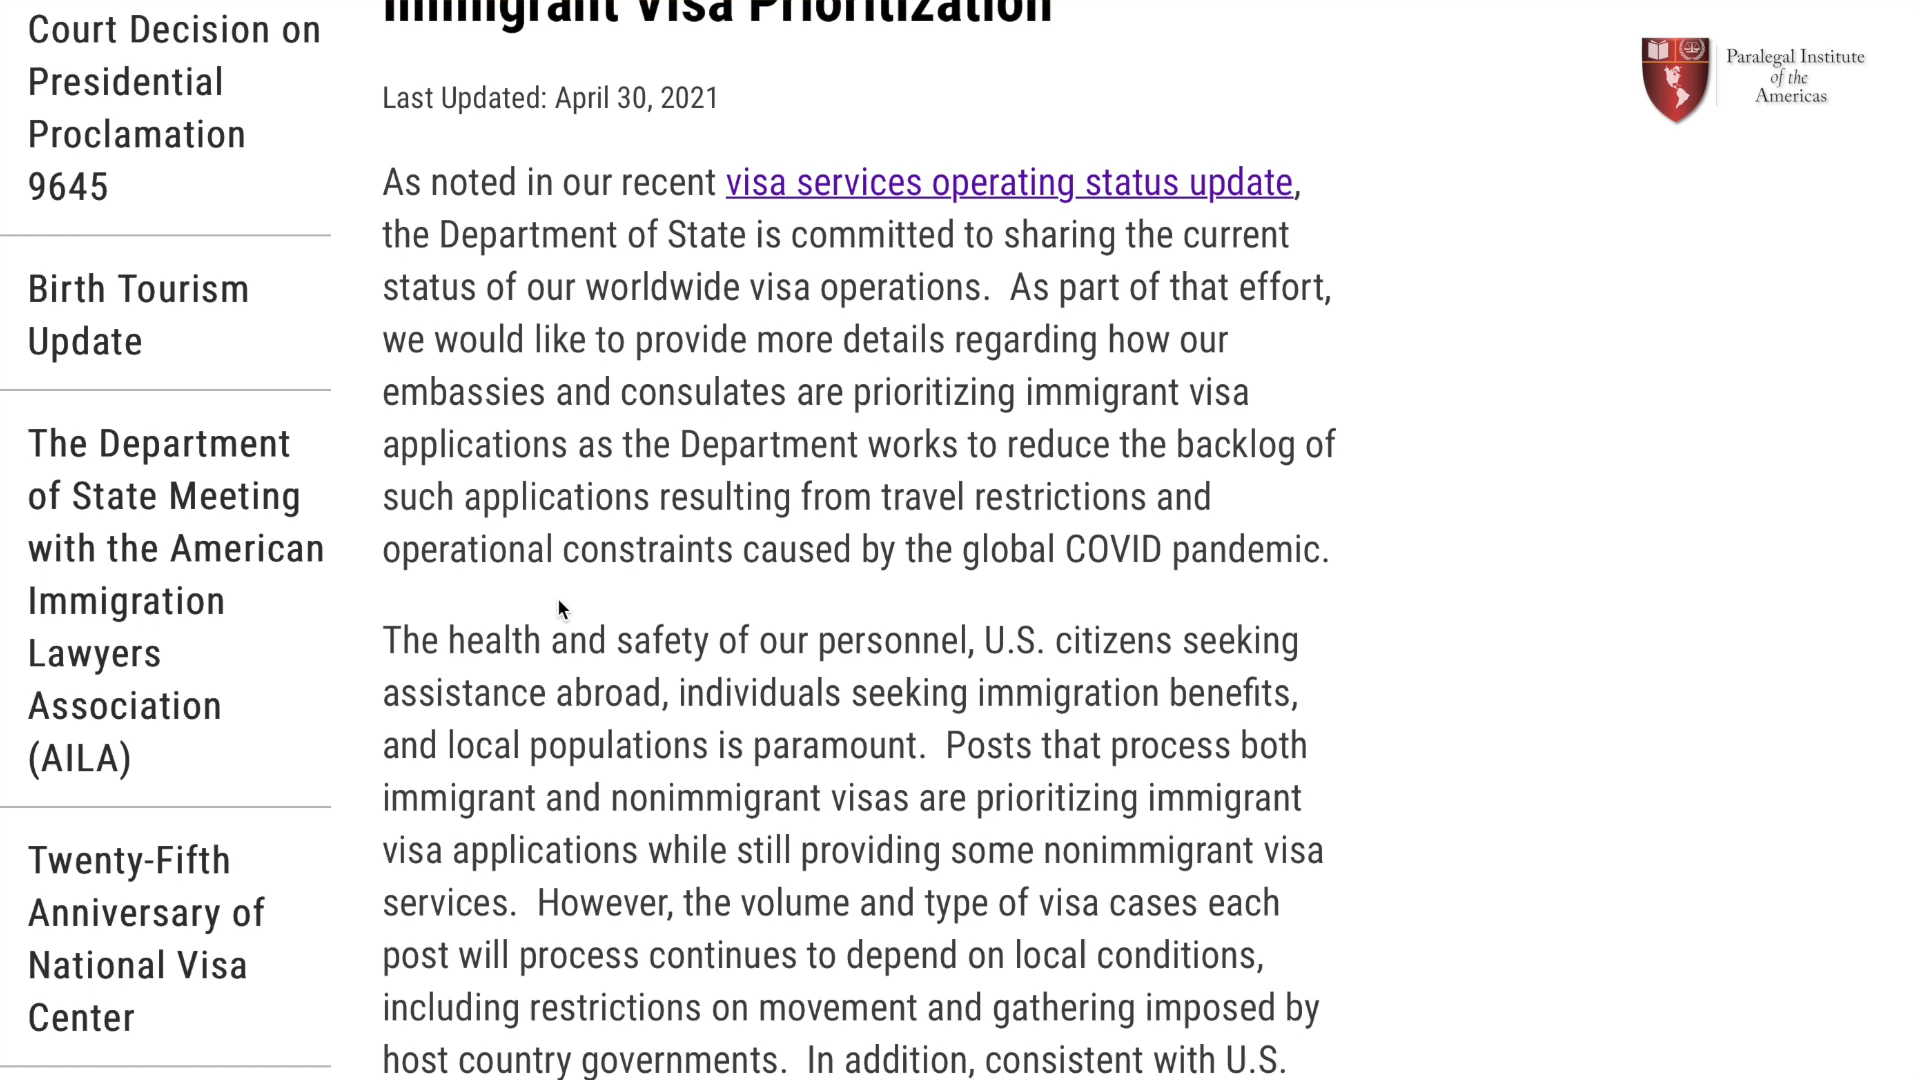 Court Decision on
Presidential
Proclamation
9645
Birth Tourism
Update
The Department
of State Meeting
with the American
Immigration
Lawyers
Association
(AILA)
Twenty-Fifth
Anniversary of
National Visa
Center
Immigrant Visa Prioritization
Last Updated: April 30, 2021
As noted in our recent visa services operating status update,
the Department of State is committed to sharing the current
status of our worldwide visa operations.  As part of that effort,
we would like to provide more details regarding how our
embassies and consulates are prioritizing immigrant visa
applications as the Department works to reduce the backlog of
such applications resulting from travel restrictions and
operational constraints caused by the global COVID pandemic.
The health and safety of our personnel, U.S. citizens seeking
assistance abroad, individuals seeking immigration benefits,
and local populations is paramount.  Posts that process both
immigrant and nonimmigrant visas are prioritizing immigrant
visa applications while still providing some nonimmigrant visa
services.  However, the volume and type of visa cases each
post will process continues to depend on local conditions,
including restrictions on movement and gathering imposed by
host country governments.  In addition, consistent with U.S.
Paralegal Institute
of the
Americas